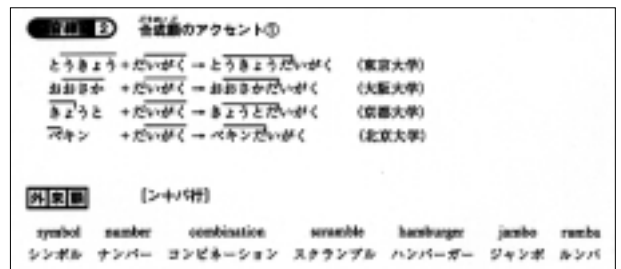 音標 2) 合成語のアクセント①
とうきょう+だいがく→とうきょうだいがく (東京大学)
おおさか +だいがく→おおさかだいがく (大阪大学)
きょうと +だいがく→きょうとだいがく (京都大学)
ペキン +だいがく→ペキンだいがく (北京大学)
外来語 [ン+バ行]
symbol number combination scramble hamburger jambo rumba
シンボル ナンバー コンビネーション スクランブル ハンバーガー ジャンボ ルンバ